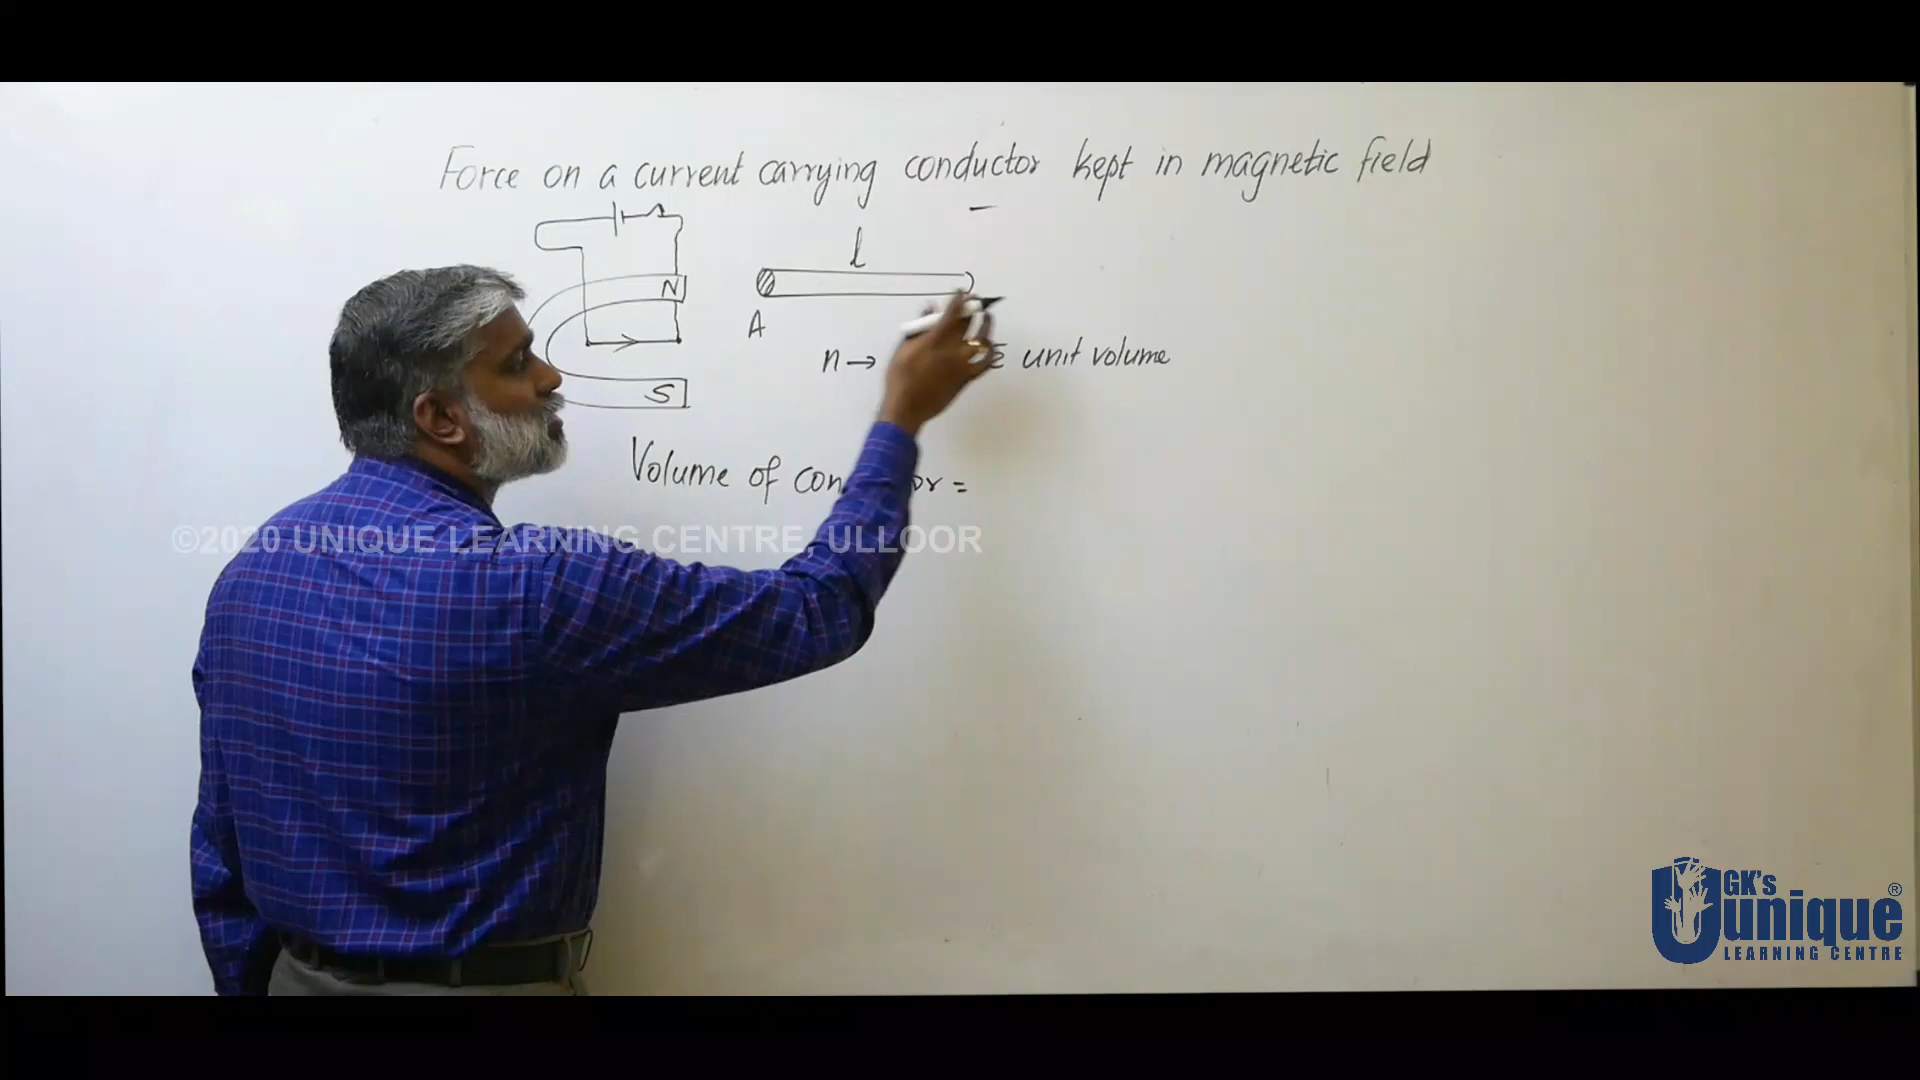 Force on a current carrying conductor kept in magnetic field
l
N
A
n → unit volume
S
Volume of =
©2020 UNIQUE LEARNING CENTRE, ULLOOR
GK's
unique ®
LEARNING CENTRE